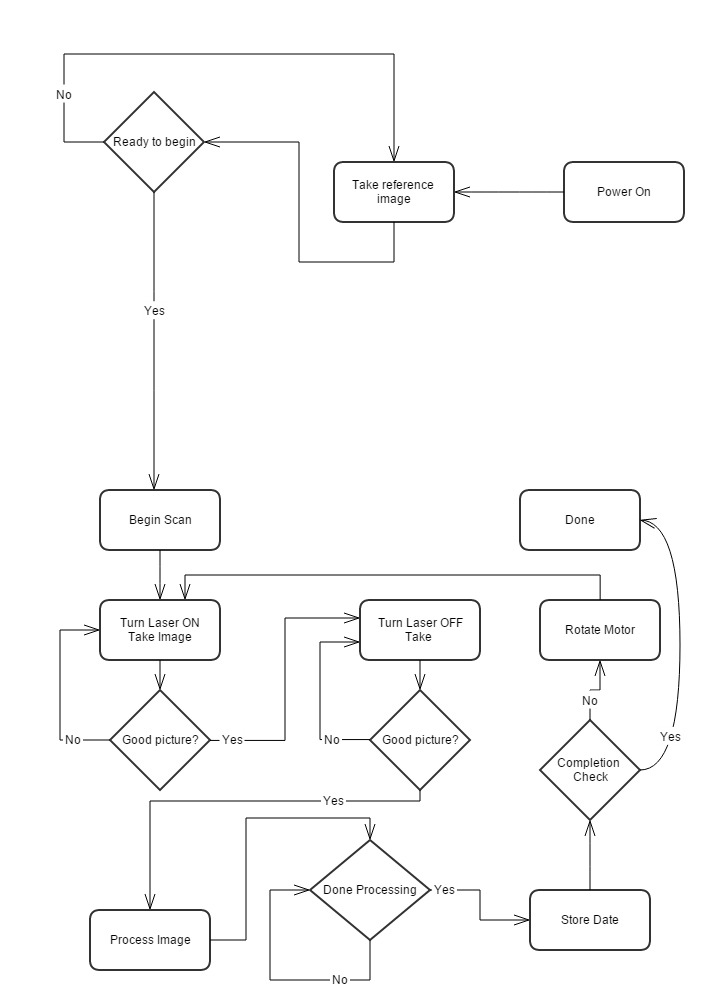 No
Ready to begin
Take reference
image
Power On
Yes
Begin Scan
Done
Turn Laser ON
Take Image
Turn Laser OFF
Take
Rotate Motor
No
Good picture?
Yes
No
Good picture?
No
Completion
Check
Yes
Yes
Done Processing
Yes
Process Image
Store Date
No